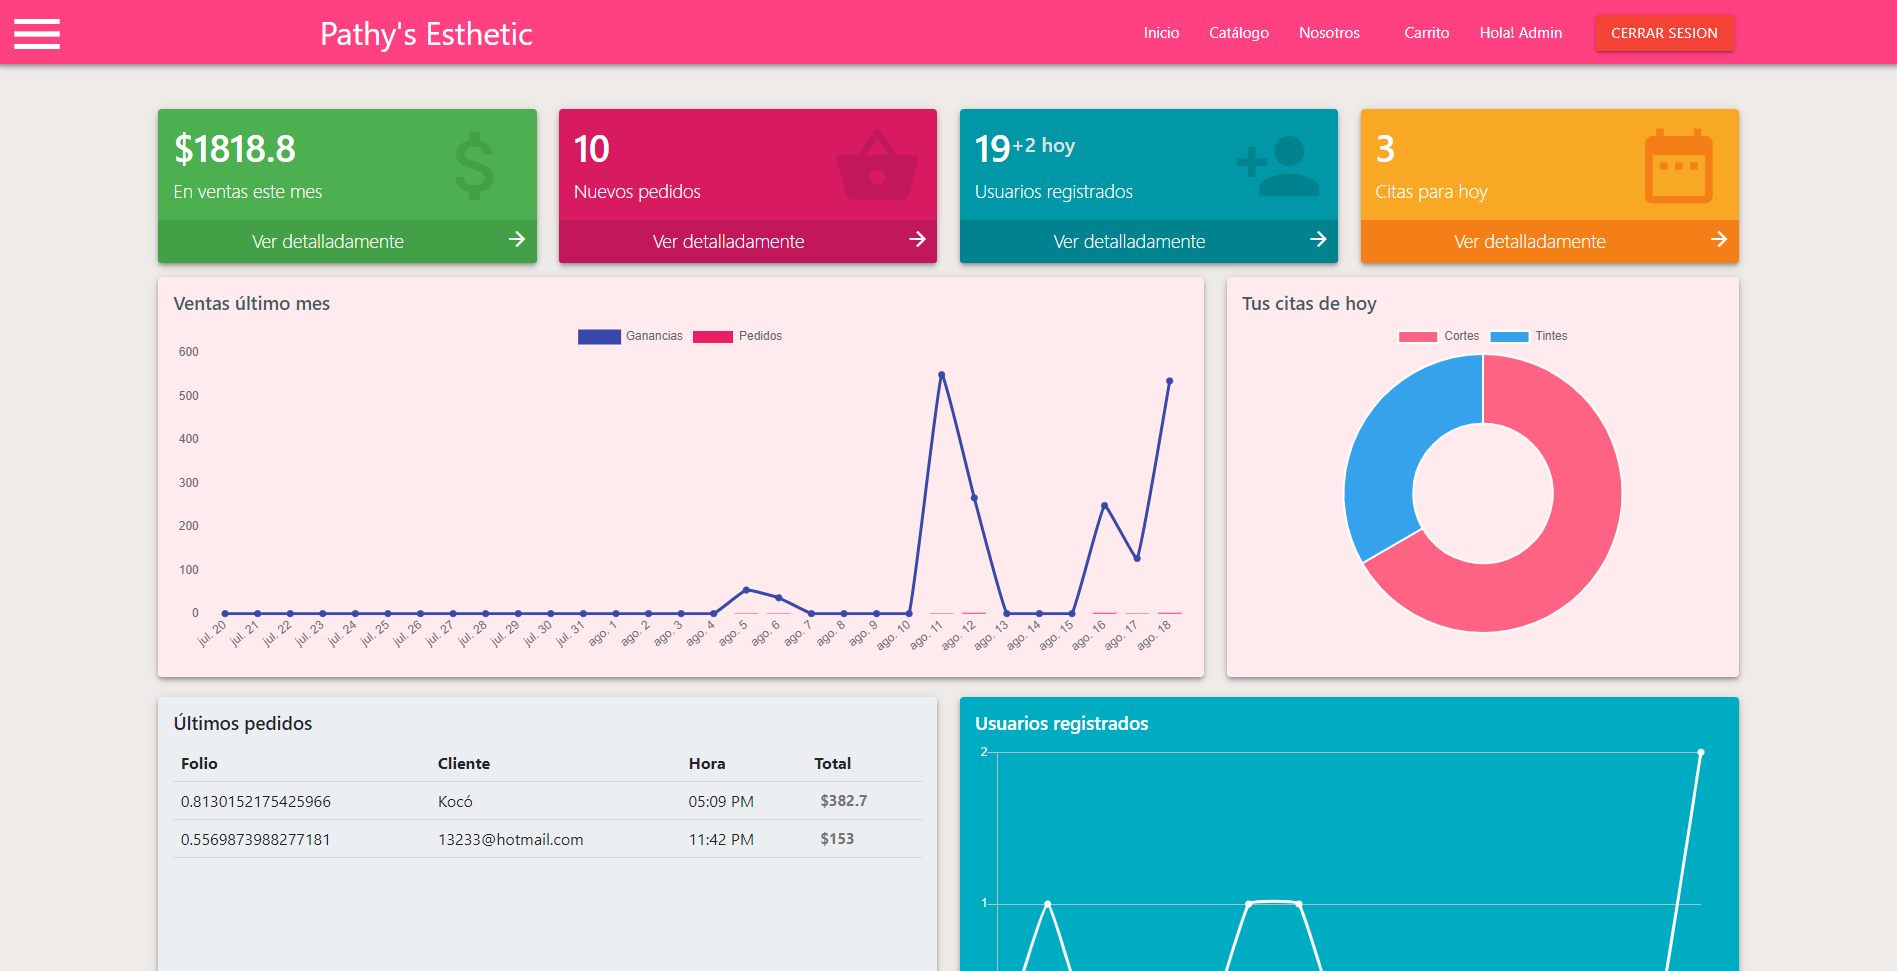 Pathy's Esthetic
Inicio Catálogo Nosotros Carrito Hola! Admin CERRAR SESION
$1818.8
En ventas este mes
Ver detalladamente
10
Nuevos pedidos
Ver detalladamente
19 +2 hoy
Usuarios registrados
Ver detalladamente
3
Citas para hoy
Ver detalladamente
Ventas último mes
Ganancias Pedidos
600
500
400
300
200
100
0
jul. 20 jul. 21 jul. 22 jul. 23 jul. 24 jul. 25 jul. 26 jul. 27 jul. 28 jul. 29 jul. 30 jul. 31 ago. 1 ago. 2 ago. 3 ago. 4 ago. 5 ago. 6 ago. 7 ago. 8 ago. 9 ago. 10 ago. 11 ago. 12 ago. 13 ago. 14 ago. 15 ago. 16 ago. 17 ago. 18
Tus citas de hoy
Cortes Tintes
Últimos pedidos
Folio Cliente Hora Total
0.8130152175425966 Kocó 05:09 PM $382.7
0.5569873988277181 13233@hotmail.com 11:42 PM $153
Usuarios registrados
2
1